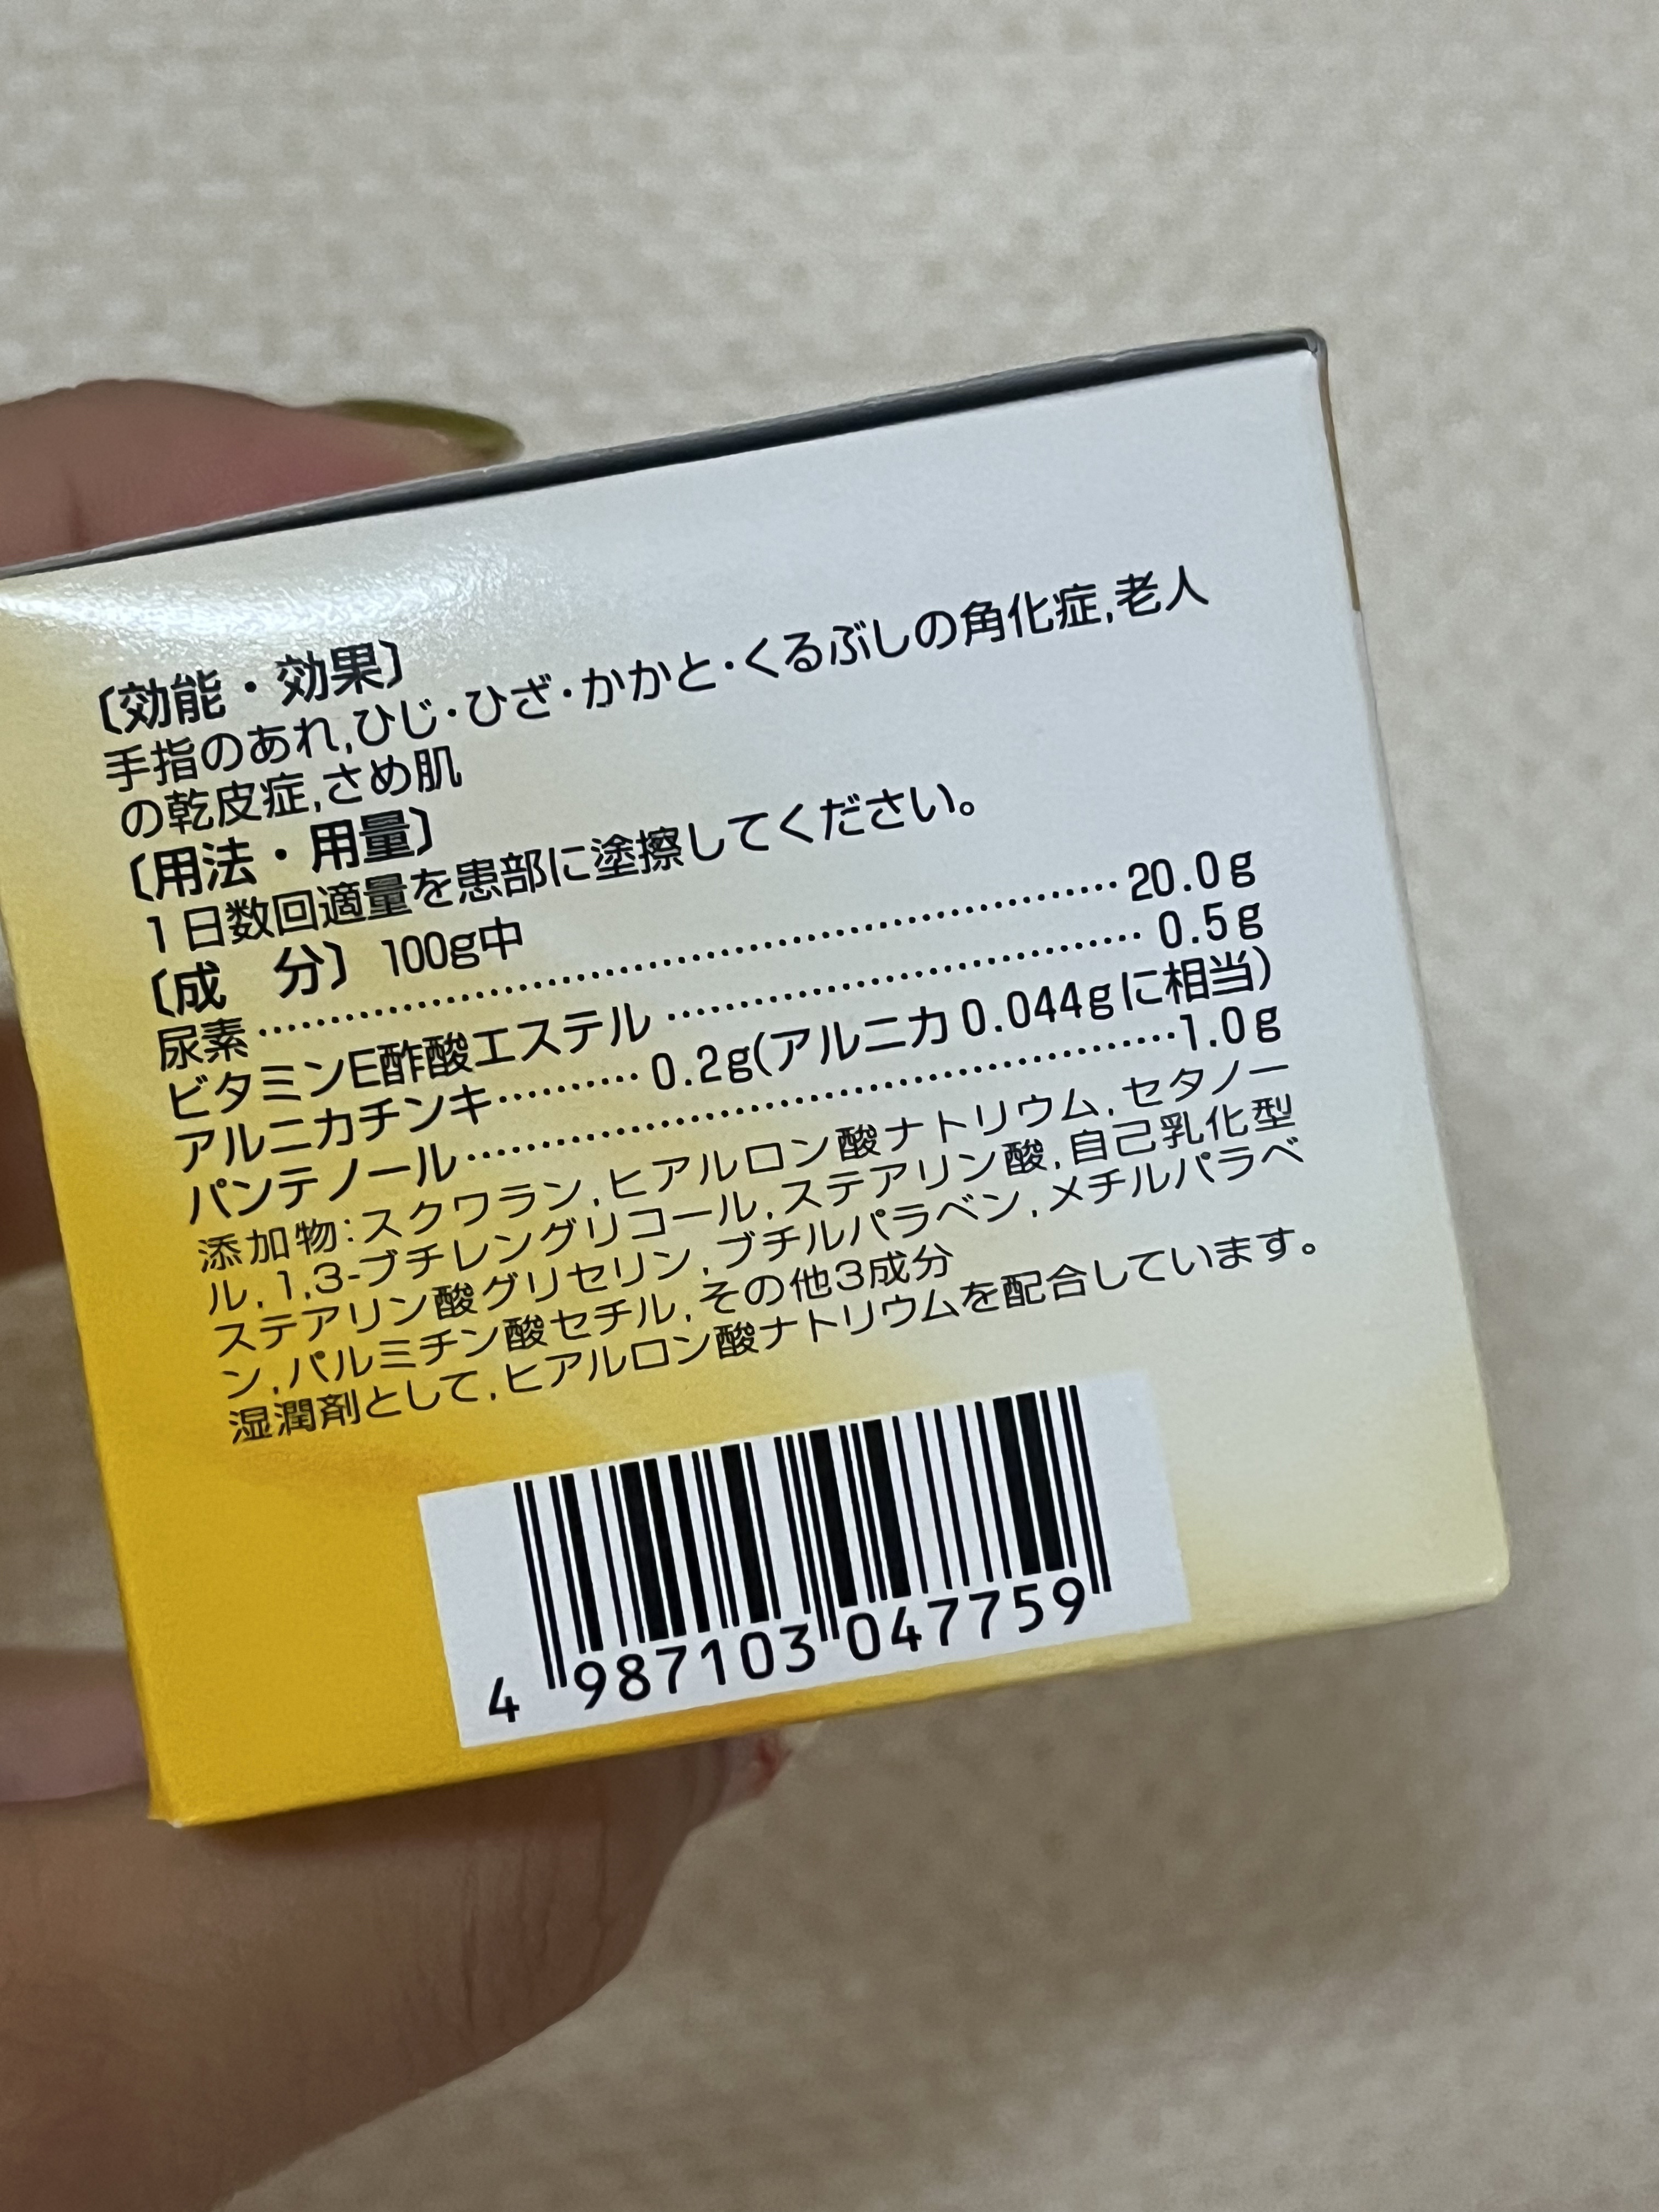 〔効能・効果〕
手指のあれ,ひじ・ひざ・かかと・くるぶしの角化症,老人
の乾皮症,さめ肌
〔用法・用量〕
1日数回適量を患部に塗擦してください。
〔成　分〕100g中
尿素……………………………………20.0g
ビタミンE酢酸エステル……………………0.5g
アルニカチンキ………0.2g(アルニカ0.044gに相当)
パンテノール……………………………1.0g
添加物:スクワラン,ヒアルロン酸ナトリウム,セタノー
ル,1,3-ブチレングリコール,ステアリン酸,自己乳化型
ステアリン酸グリセリン,ブチルパラベン,メチルパラベ
ン,パルミチン酸セチル,その他3成分
湿潤剤として,ヒアルロン酸ナトリウムを配合しています。
4 987103 047759